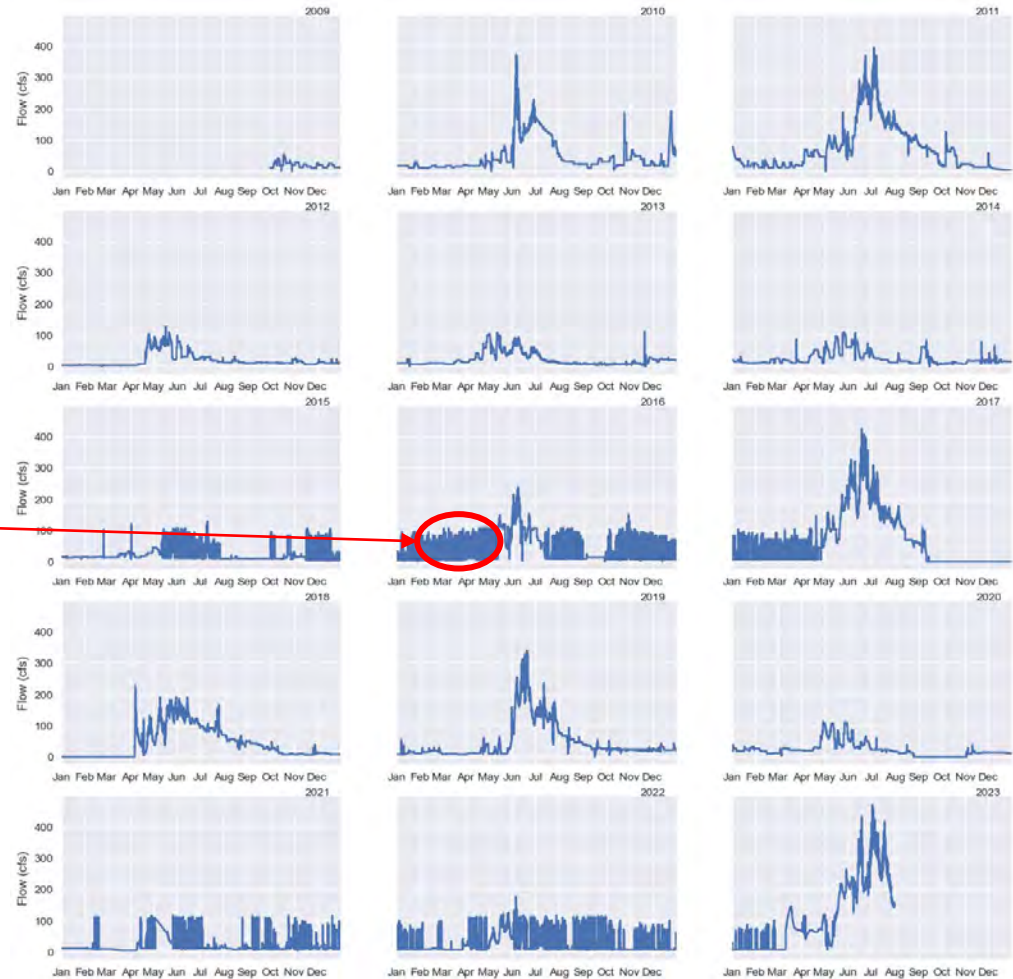 2009 2010 2011
Flow (cfs)
400
300
200
100
0
Jan Feb Mar Apr May Jun Jul Aug Sep Oct Nov Dec Jan Feb Mar Apr May Jun Jul Aug Sep Oct Nov Dec Jan Feb Mar Apr May Jun Jul Aug Sep Oct Nov Dec
2012 2013 2014
Flow (cfs)
400
300
200
100
0
Jan Feb Mar Apr May Jun Jul Aug Sep Oct Nov Dec Jan Feb Mar Apr May Jun Jul Aug Sep Oct Nov Dec Jan Feb Mar Apr May Jun Jul Aug Sep Oct Nov Dec
2015 2016 2017
Flow (cfs)
400
300
200
100
0
Jan Feb Mar Apr May Jun Jul Aug Sep Oct Nov Dec Jan Feb Mar Apr May Jun Jul Aug Sep Oct Nov Dec Jan Feb Mar Apr May Jun Jul Aug Sep Oct Nov Dec
2018 2019 2020
Flow (cfs)
400
300
200
100
0
Jan Feb Mar Apr May Jun Jul Aug Sep Oct Nov Dec Jan Feb Mar Apr May Jun Jul Aug Sep Oct Nov Dec Jan Feb Mar Apr May Jun Jul Aug Sep Oct Nov Dec
2021 2022 2023
Flow (cfs)
400
300
200
100
0
Jan Feb Mar Apr May Jun Jul Aug Sep Oct Nov Dec Jan Feb Mar Apr May Jun Jul Aug Sep Oct Nov Dec Jan Feb Mar Apr May Jun Jul Aug Sep Oct Nov Dec